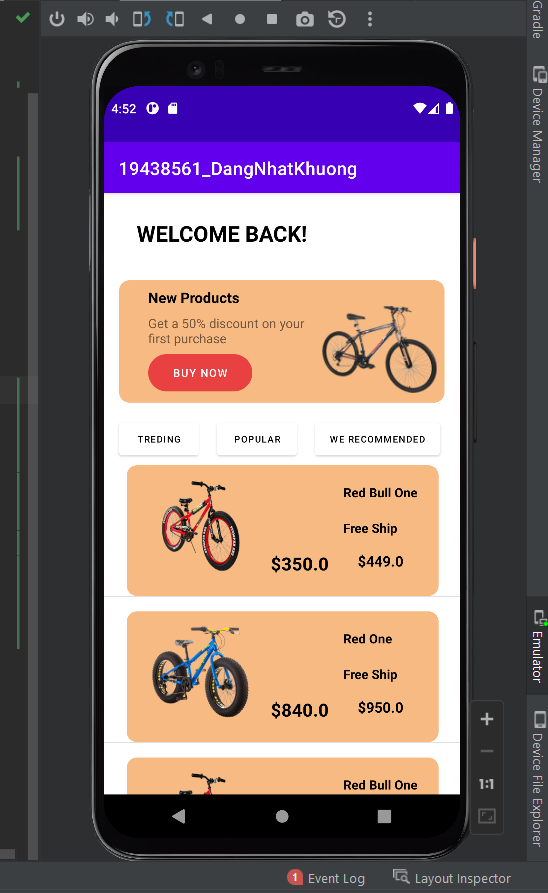 Gradle
Device Manager
4:52
19438561_DangNhatKhuong
WELCOME BACK!
New Products
Get a 50% discount on your
first purchase
BUY NOW
TREDING
POPULAR
WE RECOMMENDED
Red Bull One
Free Ship
$350.0
$449.0
Red One
Free Ship
$840.0
$950.0
Red Bull One
Emulator
Device File Explorer
1:1
1 Event Log
Layout Inspector